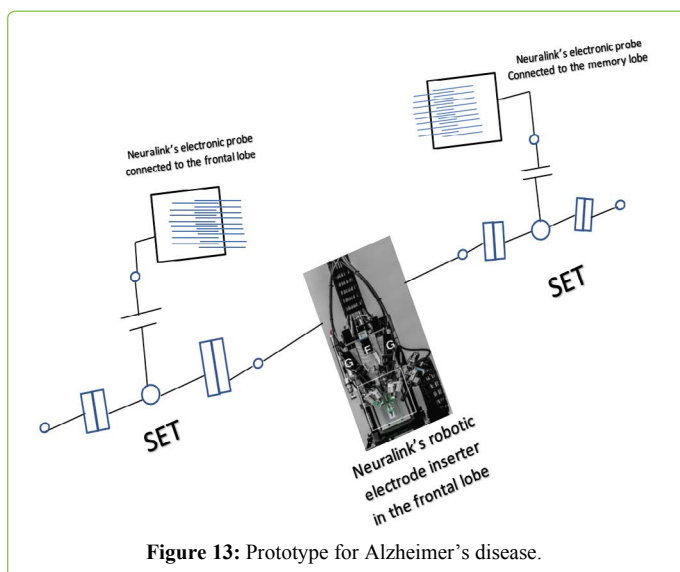 Neuralink's electronic probe
Connected to the memory lobe
Neuralink's electronic probe
connected to the frontal lobe
SET
SET
G
F
G
Neuralink's robotic
electrode inserter
in the frontal lobe
Figure 13: Prototype for Alzheimer's disease.